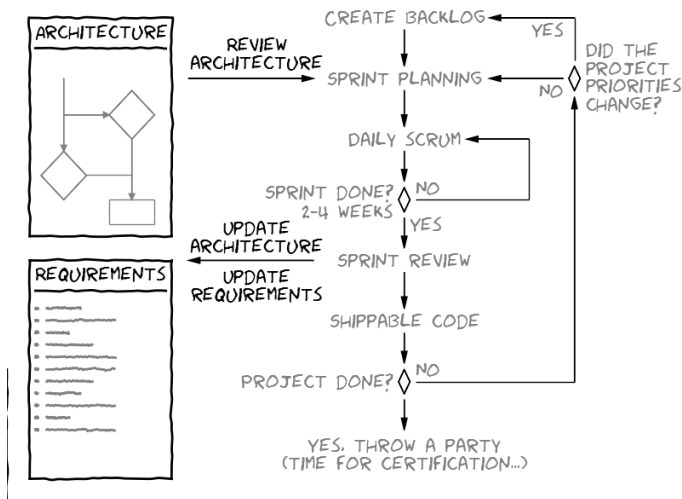 ARCHITECTURE
REVIEW
ARCHITECTURE
CREATE BACKLOG
YES
DID THE
PROJECT
PRIORITIES
CHANGE?
SPRINT PLANNING
NO
DAILY SCRUM
SPRINT DONE?
2-4 WEEKS
NO
YES
UPDATE
ARCHITECTURE
SPRINT REVIEW
UPDATE
REQUIREMENTS
REQUIREMENTS
SHIPPABLE CODE
PROJECT DONE?
NO
YES. THROW A PARTY
(TIME FOR CERTIFICATION...)